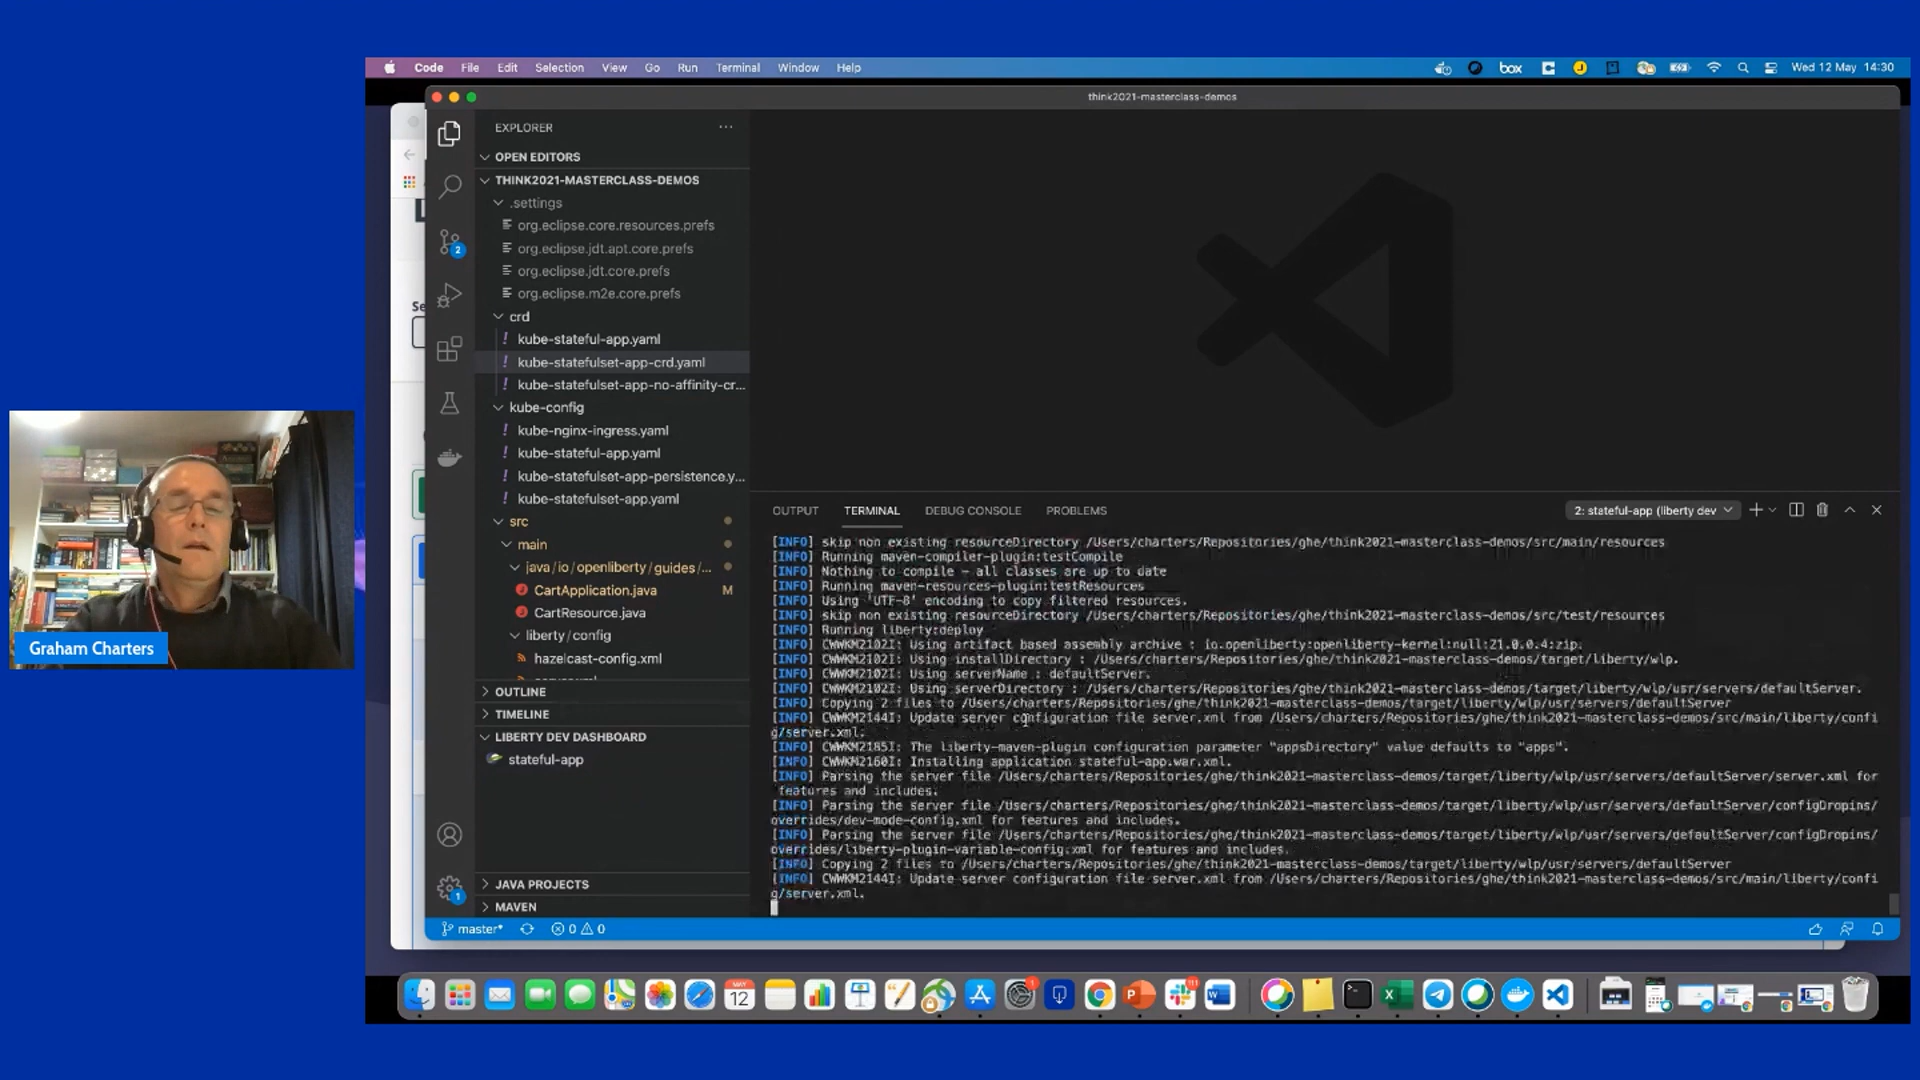 Code File Edit Selection View Go Run Terminal Window Help
box
Wed 12 May 14:30
think2021-masterclass-demos
EXPLORER
OPEN EDITORS
THINK2021-MASTERCLASS-DEMOS
.settings
org.eclipse.core.resources.prefs
org.eclipse.jdt.apt.core.prefs
org.eclipse.jdt.core.prefs
org.eclipse.m2e.core.prefs
crd
! kube-stateful-app.yaml
! kube-statefulset-app-crd.yaml
! kube-statefulset-app-no-affinity-cr...
kube-config
! kube-nginx-ingress.yaml
! kube-stateful-app.yaml
! kube-statefulset-app-persistence.y...
! kube-statefulset-app.yaml
src
main
java/io/openliberty/guides/...
CartApplication.java M
CartResource.java
liberty/config
hazelcast-config.xml
OUTLINE
TIMELINE
LIBERTY DEV DASHBOARD
stateful-app
JAVA PROJECTS
MAVEN
2
1
master* 0 0
OUTPUT TERMINAL DEBUG CONSOLE PROBLEMS
2: stateful-app (liberty dev
[INFO] skip non existing resourceDirectory /Users/charters/Repositories/ghe/think2021-masterclass-demos/src/main/resources
[INFO] Running maven-compiler-plugin:testCompile
[INFO] Nothing to compile - all classes are up to date
[INFO] Running maven-resources-plugin:testResources
[INFO] Using 'UTF-8' encoding to copy filtered resources.
[INFO] skip non existing resourceDirectory /Users/charters/Repositories/ghe/think2021-masterclass-demos/src/test/resources
[INFO] Running liberty:deploy
[INFO] CWWKM2102I: Using artifact based assembly archive : io.openliberty:openliberty-kernel:null:21.0.0.4:zip.
[INFO] CWWKM2102I: Using installDirectory : /Users/charters/Repositories/ghe/think2021-masterclass-demos/target/liberty/wlp.
[INFO] CWWKM2102I: Using serverName : defaultServer.
[INFO] CWWKM2102I: Using serverDirectory : /Users/charters/Repositories/ghe/think2021-masterclass-demos/target/liberty/wlp/usr/servers/defaultServer.
[INFO] Copying 2 files to /Users/charters/Repositories/ghe/think2021-masterclass-demos/target/liberty/wlp/usr/servers/defaultServer
[INFO] CWWKM2144I: Update server configuration file server.xml from /Users/charters/Repositories/ghe/think2021-masterclass-demos/src/main/liberty/confi
g/server.xml.
[INFO] CWWKM2185I: The liberty-maven-plugin configuration parameter "appsDirectory" value defaults to "apps".
[INFO] CWWKM2160I: Installing application stateful-app.war.xml.
[INFO] Parsing the server file /Users/charters/Repositories/ghe/think2021-masterclass-demos/target/liberty/wlp/usr/servers/defaultServer/server.xml for
features and includes.
[INFO] Parsing the server file /Users/charters/Repositories/ghe/think2021-masterclass-demos/target/liberty/wlp/usr/servers/defaultServer/configDropins/
overrides/dev-mode-config.xml for features and includes.
[INFO] Parsing the server file /Users/charters/Repositories/ghe/think2021-masterclass-demos/target/liberty/wlp/usr/servers/defaultServer/configDropins/
overrides/liberty-plugin-variable-config.xml for features and includes.
[INFO] Copying 2 files to /Users/charters/Repositories/ghe/think2021-masterclass-demos/target/liberty/wlp/usr/servers/defaultServer
[INFO] CWWKM2144I: Update server configuration file server.xml from /Users/charters/Repositories/ghe/think2021-masterclass-demos/src/main/liberty/confi
g/server.xml.
Graham Charters
MAY
12